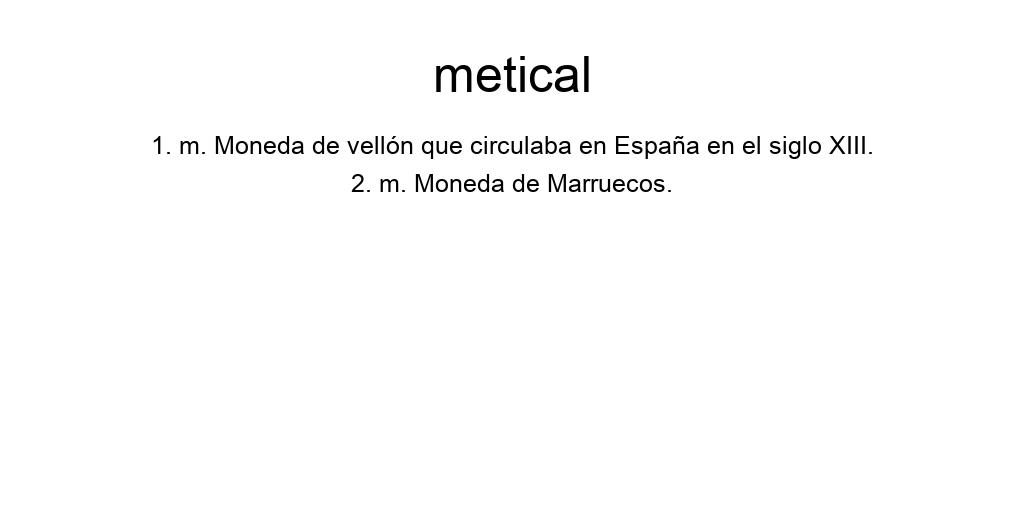 metical
1. m. Moneda de vellón que circulaba en España en el siglo XIII.
2. m. Moneda de Marruecos.